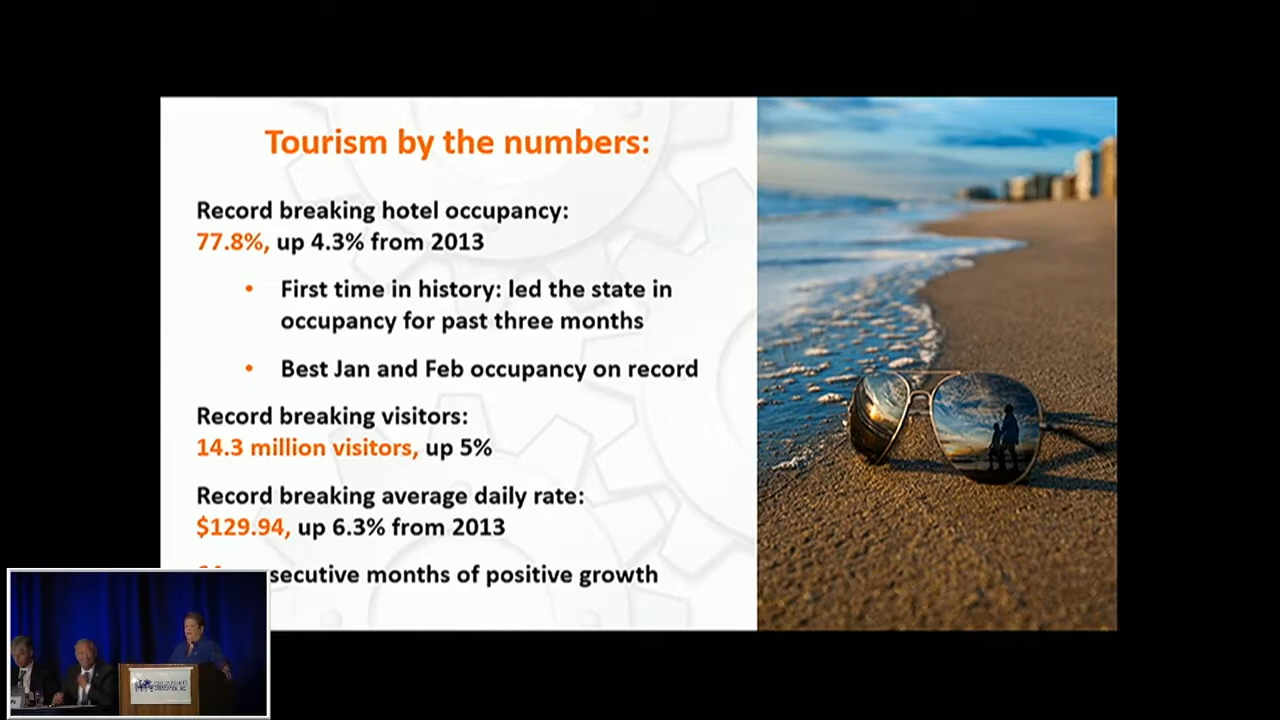 Tourism by the numbers:
Record breaking hotel occupancy:
77.8%, up 4.3% from 2013
• First time in history: led the state in
occupancy for past three months
• Best Jan and Feb occupancy on record
Record breaking visitors:
14.3 million visitors, up 5%
Record breaking average daily rate:
$129.94, up 6.3% from 2013
secutive months of positive growth